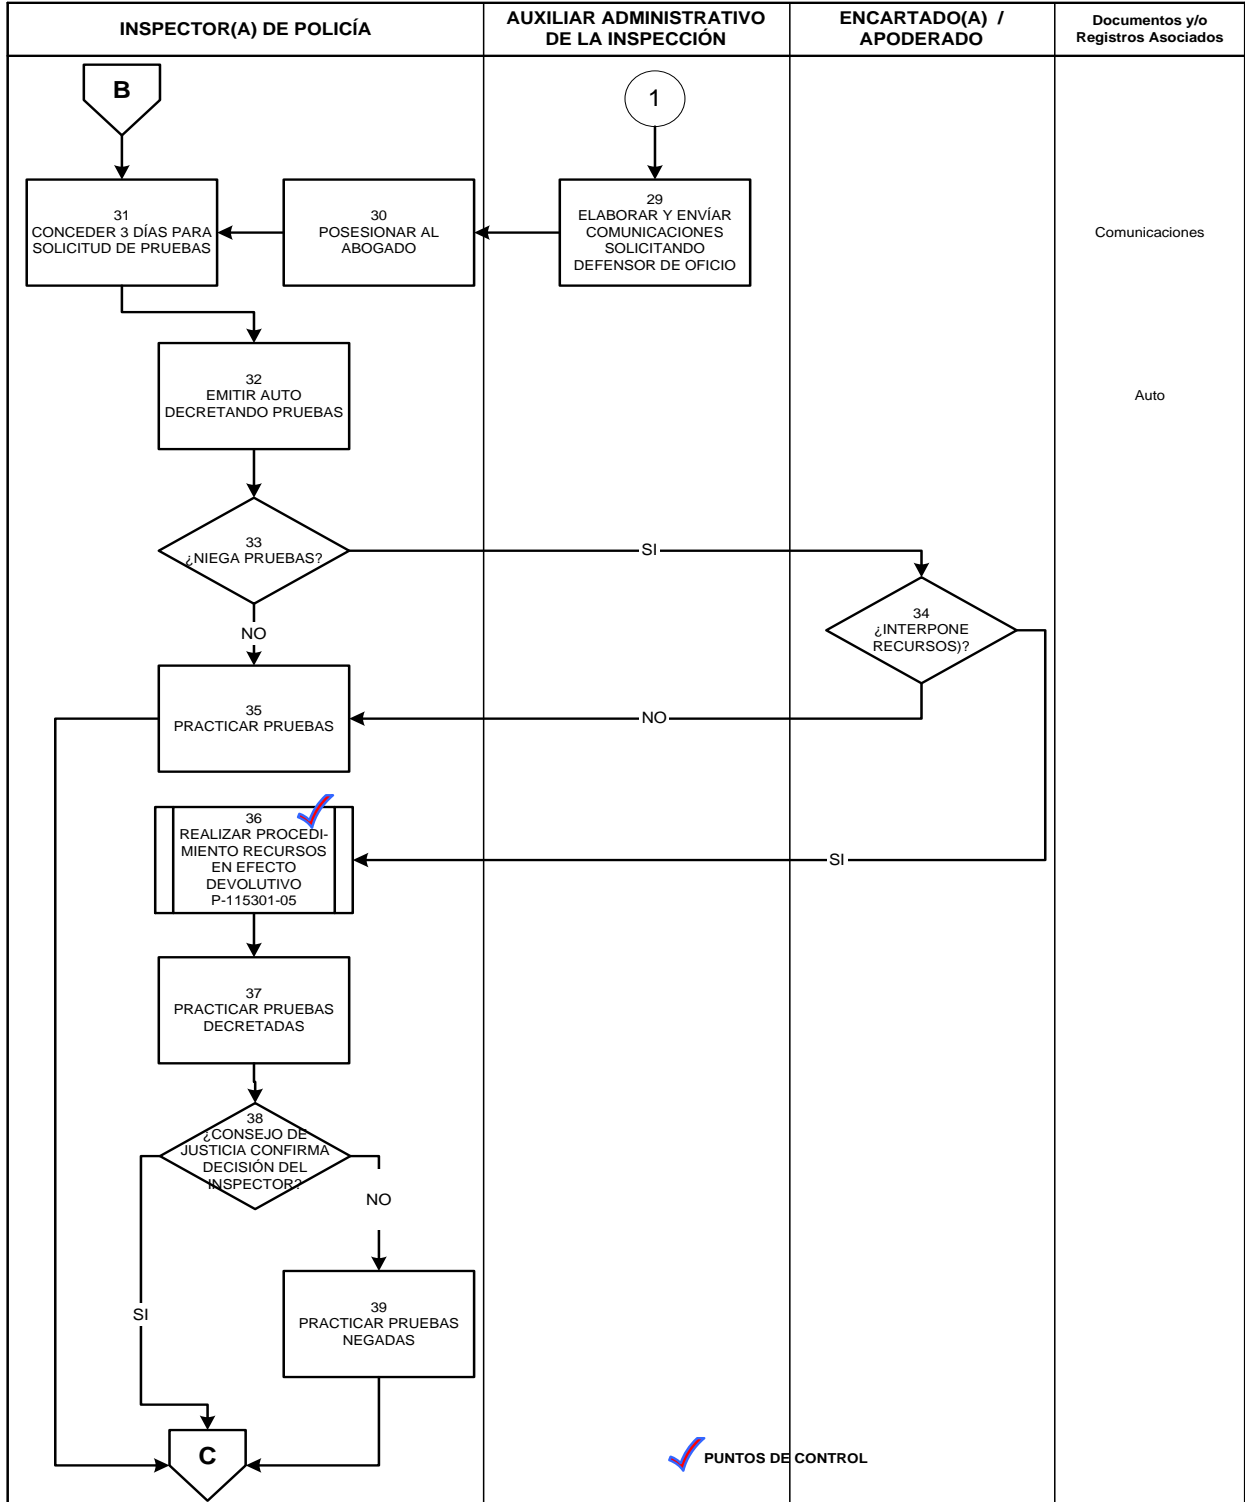 INSPECTOR(A) DE POLICÍA
AUXILIAR ADMINISTRATIVO
DE LA INSPECCIÓN
ENCARTADO(A) /
APODERADO
Documentos y/o
Registros Asociados
B
1
31
CONCEDER 3 DÍAS PARA
SOLICITUD DE PRUEBAS
30
POSESIONAR AL
ABOGADO
29
ELABORAR Y ENVÍAR
COMUNICACIONES
SOLICITANDO
DEFENSOR DE OFICIO
Comunicaciones
32
EMITIR AUTO
DECRETANDO PRUEBAS
Auto
33
¿NIEGA PRUEBAS?
SI
34
¿INTERPONE
RECURSOS)?
NO
35
PRACTICAR PRUEBAS
NO
36
REALIZAR PROCEDI-
MIENTO RECURSOS
EN EFECTO
DEVOLUTIVO
P-115301-05
SI
37
PRACTICAR PRUEBAS
DECRETADAS
38
¿CONSEJO DE
JUSTICIA CONFIRMA
DECISIÓN DEL
INSPECTOR?
NO
SI
39
PRACTICAR PRUEBAS
NEGADAS
C
PUNTOS DE CONTROL